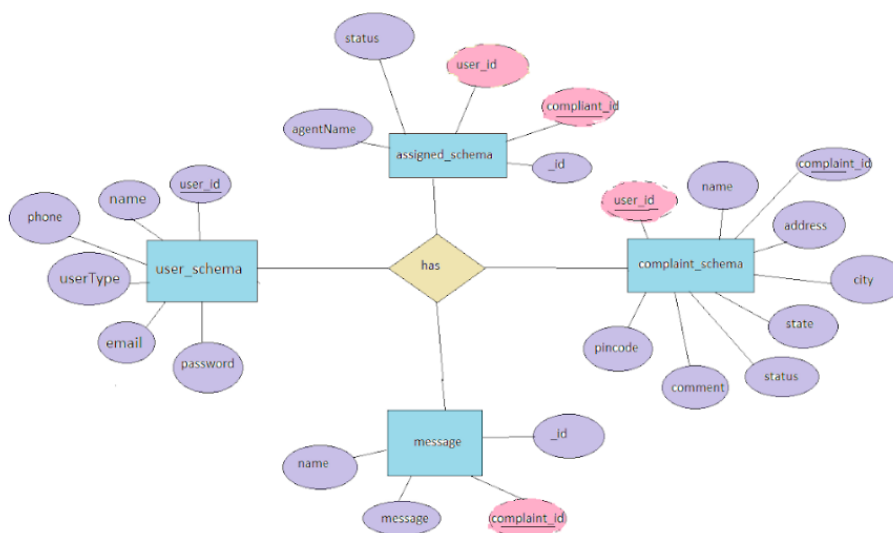 status
user_id
compliant_id
agentName
assigned_schema
_id
name
user_id
phone
user_schema
userType
email
password
has
user_id
name
complaint_id
address
complaint_schema
city
state
pincode
status
comment
message
_id
name
message
complaint_id